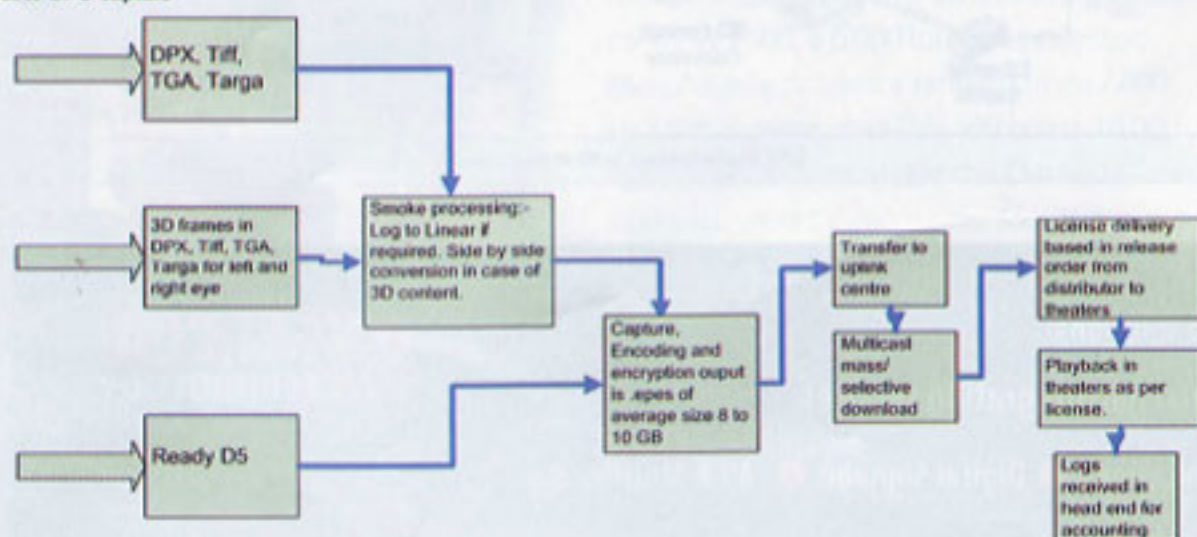 DPX, Tiff,
TGA, Targa
3D frames in
DPX, Tiff, TGA,
Targa for left and
right eye
Ready D5
Smoke processing:-
Log to Linear if
required. Side by side
conversion in case of
3D content.
Capture,
Encoding and
encryption ouput
is .epes of
average size 8 to
10 GB
Transfer to
uplink
centre
Multicast
mass/
selective
download
License delivery
based in release
order from
distributor to
theaters
Playback in
theaters as per
license.
Logs
received in
head end for
accounting